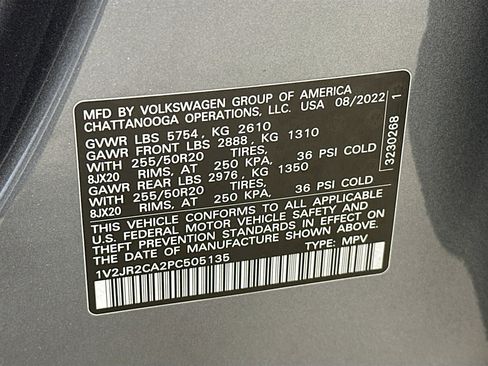 MFD BY VOLKSWAGEN GROUP OF AMERICA
CHATTANOOGA OPERATIONS, LLC. USA 08/2022
GVWR LBS 5754, KG 2610
GAWR FRONT LBS 2888, KG 1310
WITH 255/50R20 TIRES,
8JX20 RIMS, AT 250 KPA, 36 PSI COLD
GAWR REAR LBS 2976, KG 1350
WITH 255/50R20 TIRES,
8JX20 RIMS, AT 250 KPA, 36 PSI COLD
THIS VEHICLE CONFORMS TO ALL APPLICABLE
U.S. FEDERAL MOTOR VEHICLE SAFETY AND
THEFT PREVENTION STANDARDS IN EFFECT ON
THE DATE OF MANUFACTURE SHOWN ABOVE.
1V2JR2CA2PC505135 TYPE: MPV
3230268 1